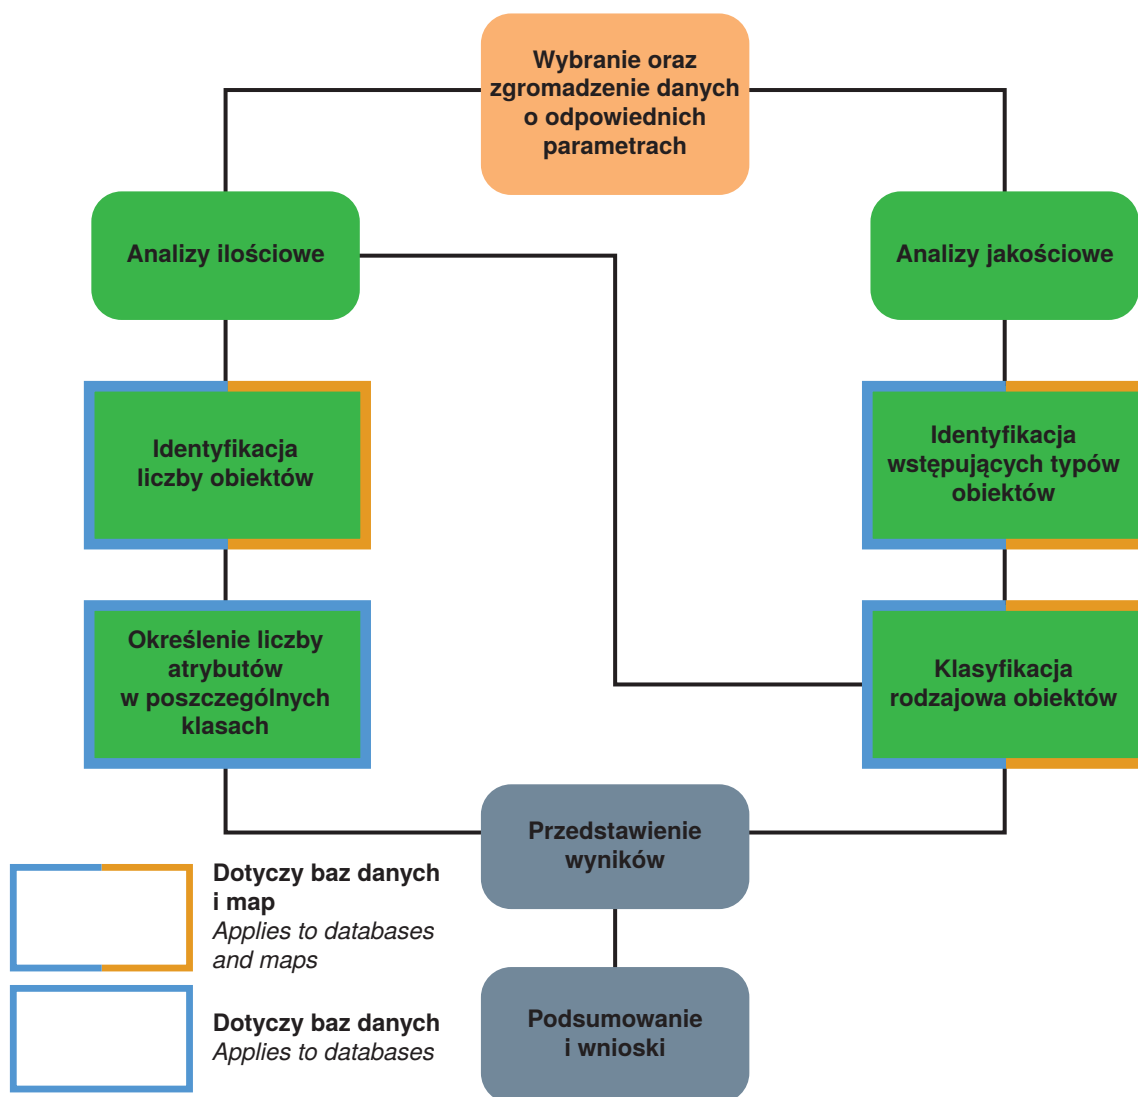 Wybranie oraz
zgromadzenie danych
o odpowiednich
parametrach
Analizy ilościowe
Analizy jakościowe
Identyfikacja
liczby obiektów
Identyfikacja
wstępujących typów
obiektów
Określenie liczby
atrybutów
w poszczególnych
klasach
Klasyfikacja
rodzajowa obiektów
Przedstawienie
wyników
Podsumowanie
i wnioski
Dotyczy baz danych
i map
Applies to databases
and maps
Dotyczy baz danych
Applies to databases